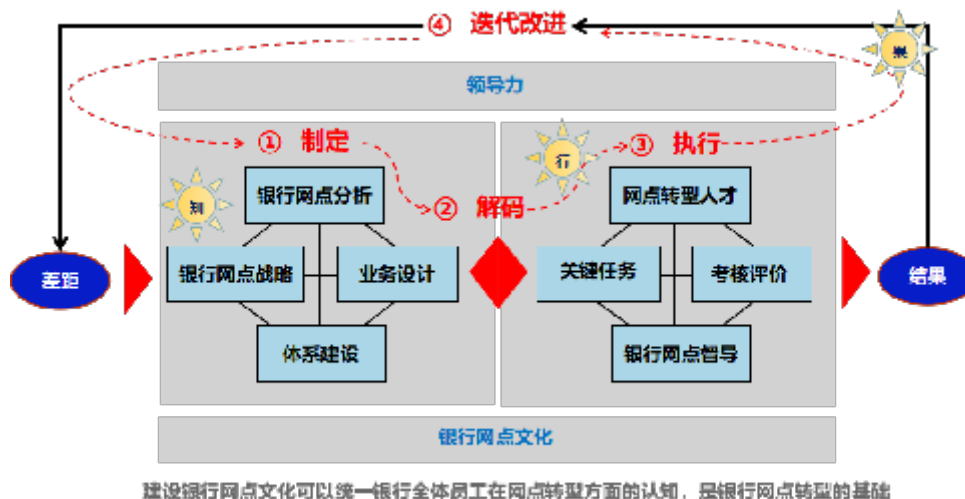 ④ 迭代改进
果
领导力
① 制定
③ 执行
行
知
银行网点分析
② 解码
网点转型人才
差距
银行网点战略
业务设计
关键任务
考核评价
结果
体系建设
银行网点督导
银行网点文化
建设银行网点文化可以统一银行全体员工在网点转型方面的认知，是银行网点转型的基础